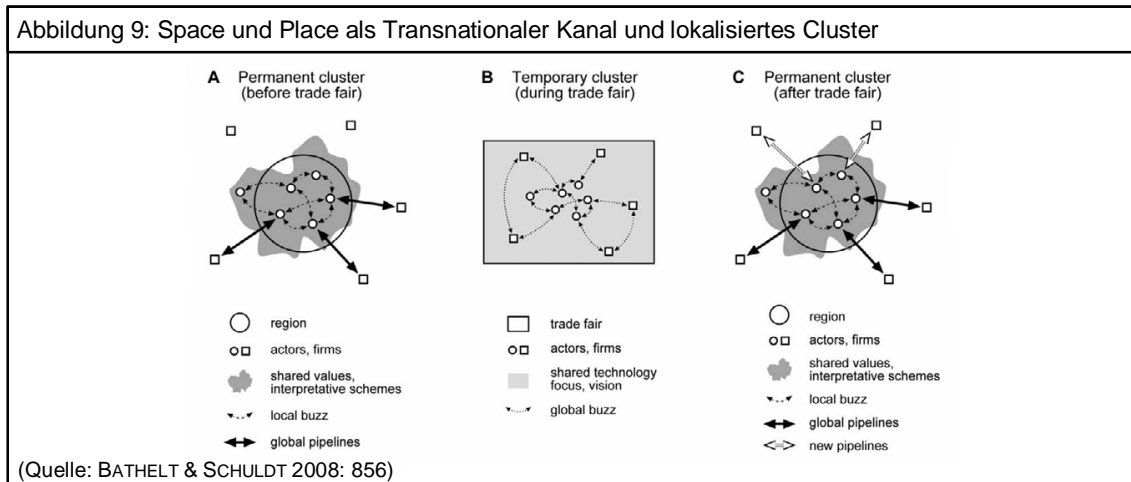 Abbildung 9: Space und Place als Transnationaler Kanal und lokalisiertes Cluster
A Permanent cluster
(before trade fair)
region
actors, firms
shared values,
interpretative schemes
local buzz
global pipelines
B Temporary cluster
(during trade fair)
trade fair
actors, firms
shared technology
focus, vision
global buzz
C Permanent cluster
(after trade fair)
region
actors, firms
shared values,
interpretative schemes
local buzz
global pipelines
new pipelines
(Quelle: BATHELT & SCHULDT 2008: 856)